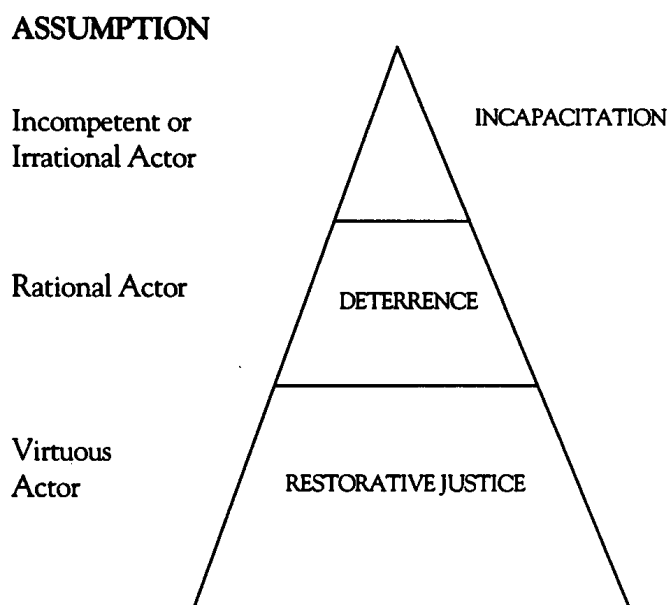 ASSUMPTION
Incompetent or
Irrational Actor
INCAPACITATION
Rational Actor
DETERRENCE
Virtuous
Actor
RESTORATIVE JUSTICE